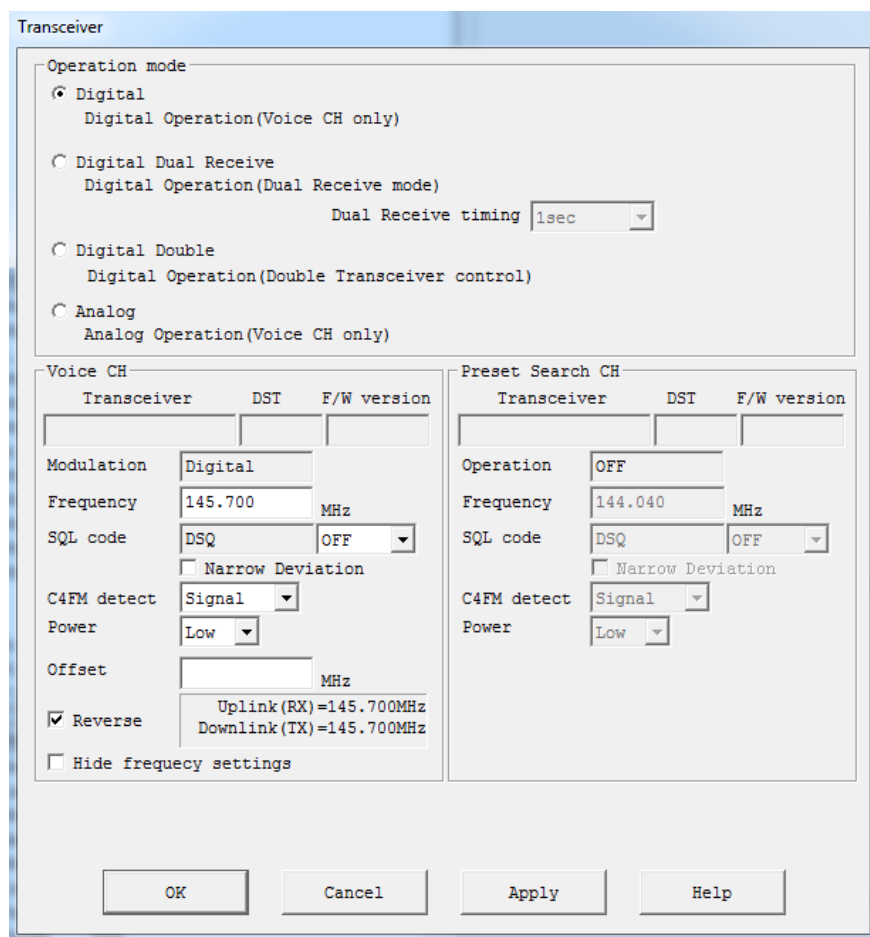 Transceiver
Operation mode
Digital
Digital Operation(Voice CH only)
Digital Dual Receive
Digital Operation(Dual Receive mode)
Dual Receive timing 1sec
Digital Double
Digital Operation(Double Transceiver control)
Analog
Analog Operation(Voice CH only)
Voice CH
Transceiver DST F/W version
Modulation Digital
Frequency 145.700 MHz
SQL code DSQ OFF
Narrow Deviation
C4FM detect Signal
Power Low
Offset MHz
Reverse Uplink(RX)=145.700MHz
Downlink(TX)=145.700MHz
Hide frequecy settings
Preset Search CH
Transceiver DST F/W version
Operation OFF
Frequency 144.040 MHz
SQL code DSQ OFF
Narrow Deviation
C4FM detect Signal
Power Low
OK Cancel Apply Help